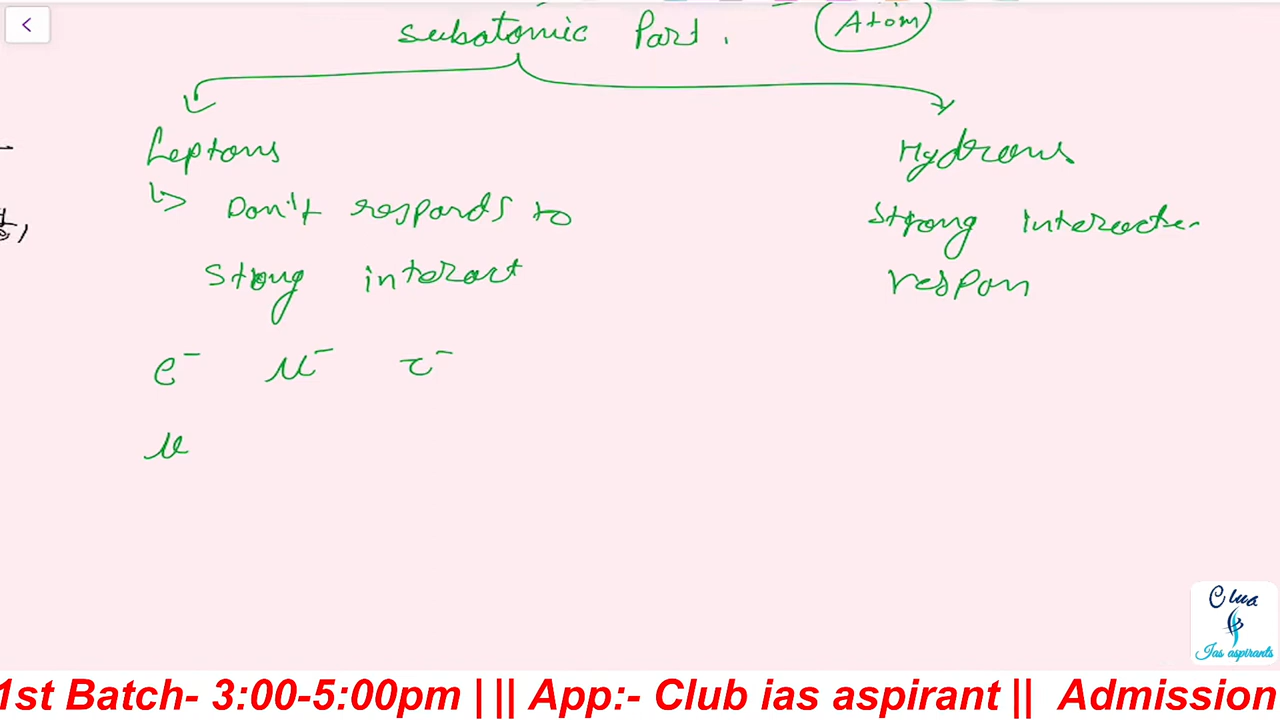 subatomic Part. Atom
Leptons
Hydrons
↳ Don't responds to
Strong interact
Strong interaction
respon
e⁻ μ⁻ τ⁻
Club
Ias aspirants
1st Batch- 3:00-5:00pm | || App:- Club ias aspirant || Admission